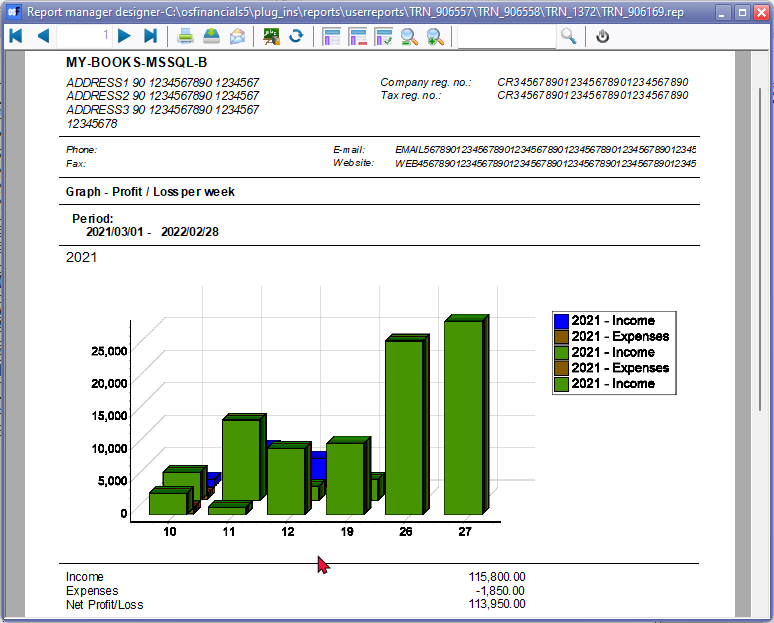 Report manager designer-C:\osfinancials5\plug_ins\reports\userreports\TRN_906557\TRN_906558\TRN_1372\TRN_906169.rep
1
MY-BOOKS-MSSQL-B
ADDRESS1 90 1234567890 1234567
ADDRESS2 90 1234567890 1234567
ADDRESS3 90 1234567890 1234567
12345678
Company reg. no.: CR3456789012345678901234567890
Tax reg. no.: CR3456789012345678901234567890
Phone:
Fax:
E-mail: EMAIL567890123456789012345678901234567890123456789012345
Website: WEB4567890123456789012345678901234567890123456789012345
Graph - Profit / Loss per week
Period:
2021/03/01 - 2022/02/28
2021
25,000
20,000
15,000
10,000
5,000
0
10 11 12 19 26 27
2021 - Income
2021 - Expenses
2021 - Income
2021 - Expenses
2021 - Income
Income 115,800.00
Expenses -1,850.00
Net Profit/Loss 113,950.00